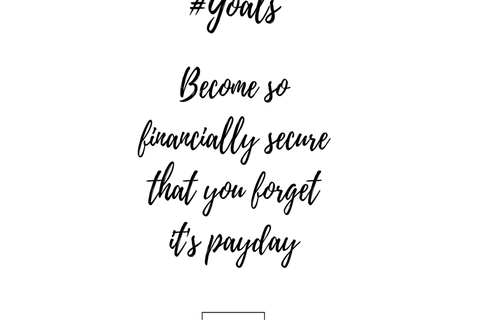 #Goals
Become so
financially secure
that you forget
it's payday